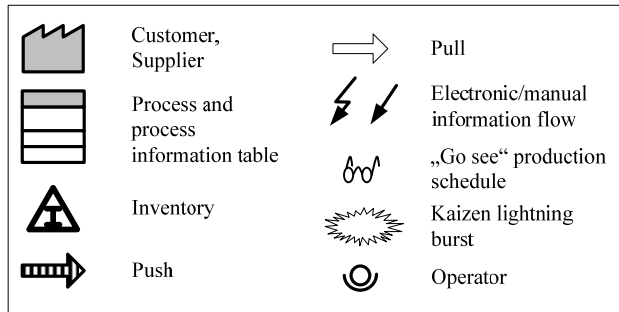 Customer,
Supplier
Process and
process
information table
Inventory
Push
Pull
Electronic/manual
information flow
„Go see“ production
schedule
Kaizen lightning
burst
Operator